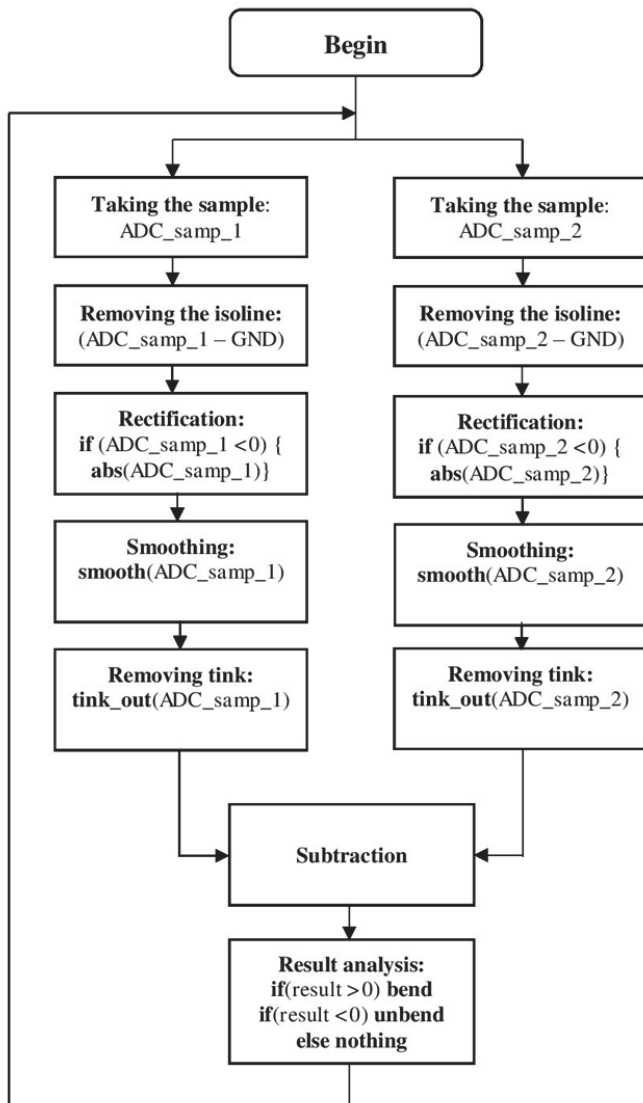 Begin
Taking the sample:
ADC_samp_1
Removing the isoline:
(ADC_samp_1 – GND)
Rectification:
if (ADC_samp_1 <0) {
abs(ADC_samp_1)}
Smoothing:
smooth(ADC_samp_1)
Removing tink:
tink_out(ADC_samp_1)
Taking the sample:
ADC_samp_2
Removing the isoline:
(ADC_samp_2 – GND)
Rectification:
if (ADC_samp_2 <0) {
abs(ADC_samp_2)}
Smoothing:
smooth(ADC_samp_2)
Removing tink:
tink_out(ADC_samp_2)
Subtraction
Result analysis:
if(result >0) bend
if(result <0) unbend
else nothing